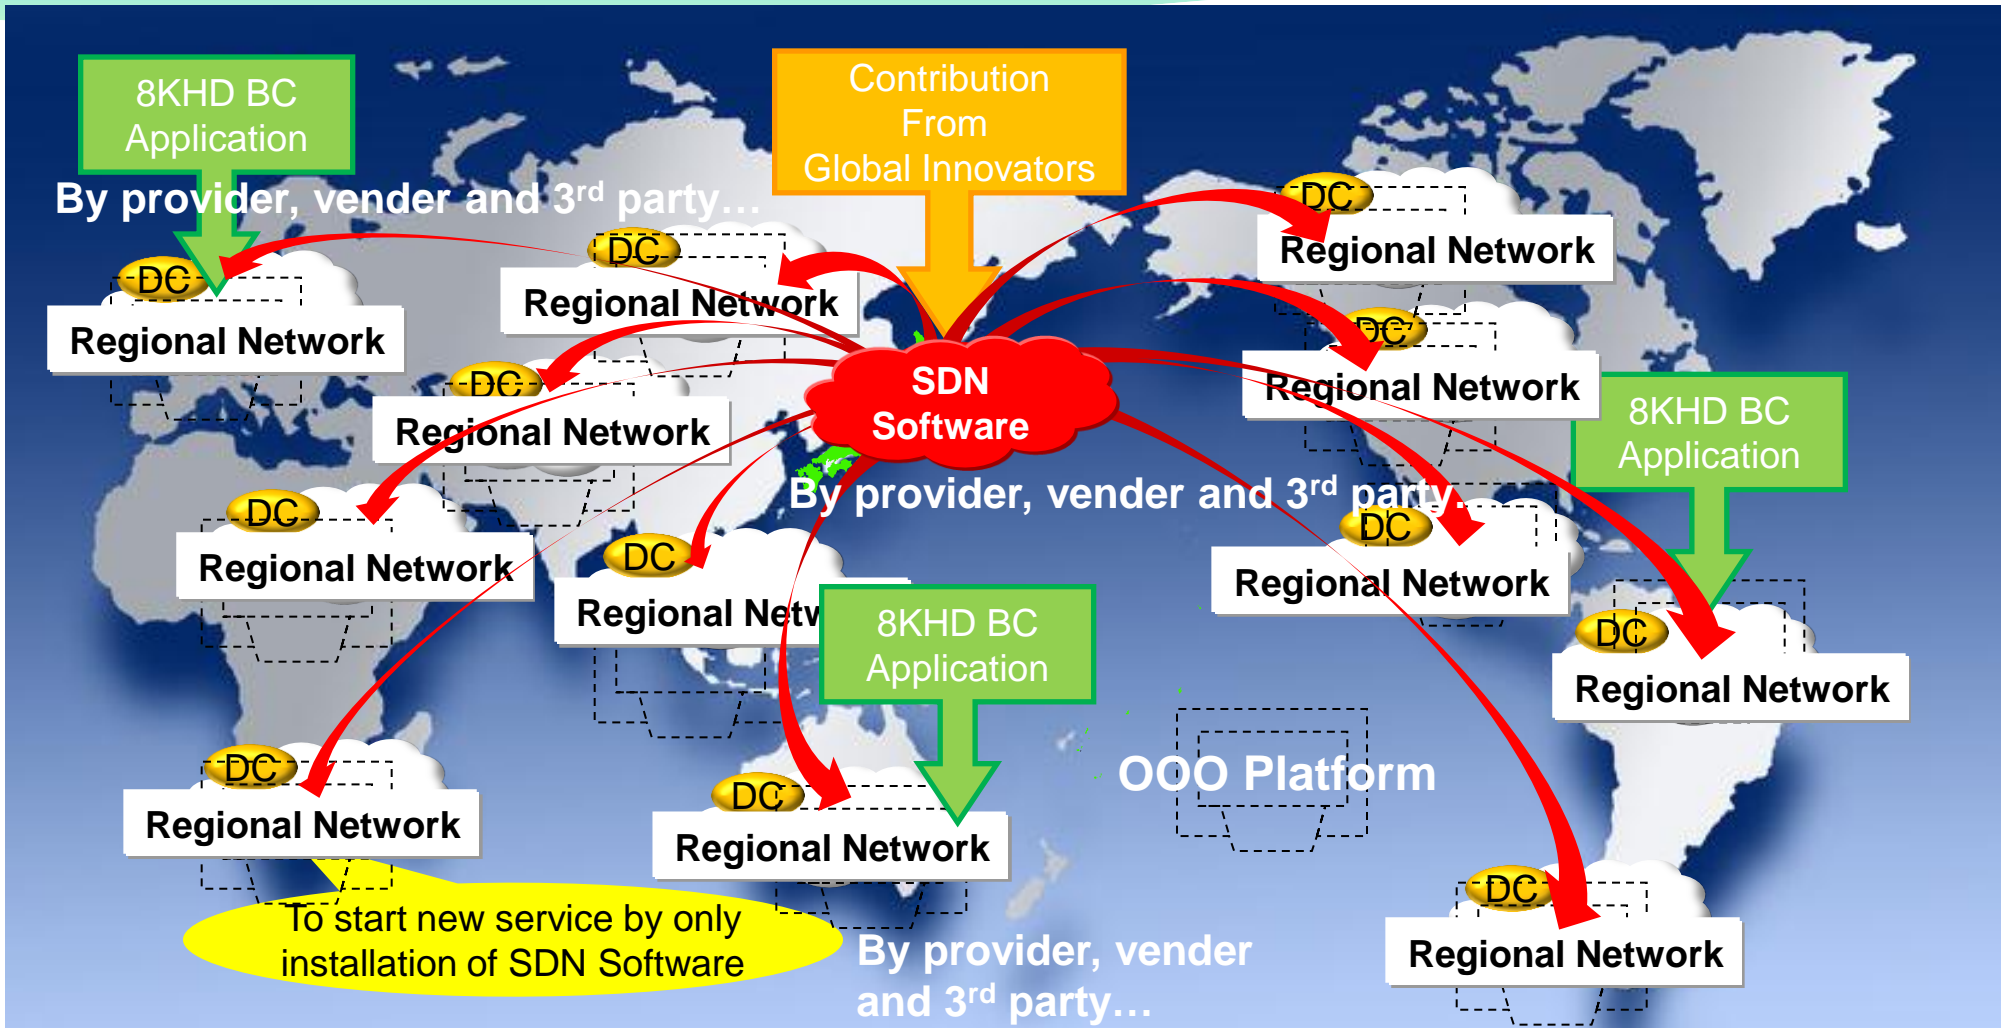 8KHD BC
Application
Contribution
From
Global Innovators
By provider, vender and 3rd party…
DC
Regional Network
DC
Regional Network
DC
Regional Network
DC
Regional Network
DC
Regional Network
SDN
Software
8KHD BC
Application
By provider, vender and 3rd party…
DC
Regional Network
DC
Regional Network
DC
Regional Netw
8KHD BC
Application
DC
Regional Network
OOO Platform
DC
Regional Network
DC
Regional Network
DC
Regional Network
To start new service by only
installation of SDN Software
By provider, vender
and 3rd party…